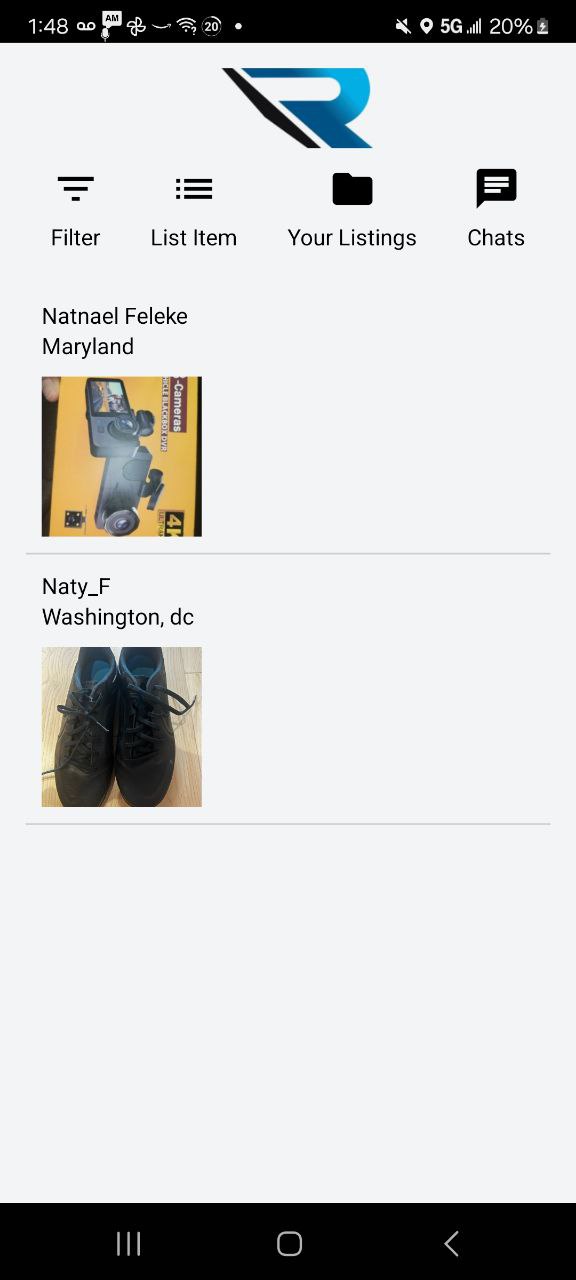 1:48 AM 20 5G 20%
Filter List Item Your Listings Chats
Natnael Feleke
Maryland
-Cameras
HICLE BLACKBOX DVR
4K
Naty_F
Washington, dc